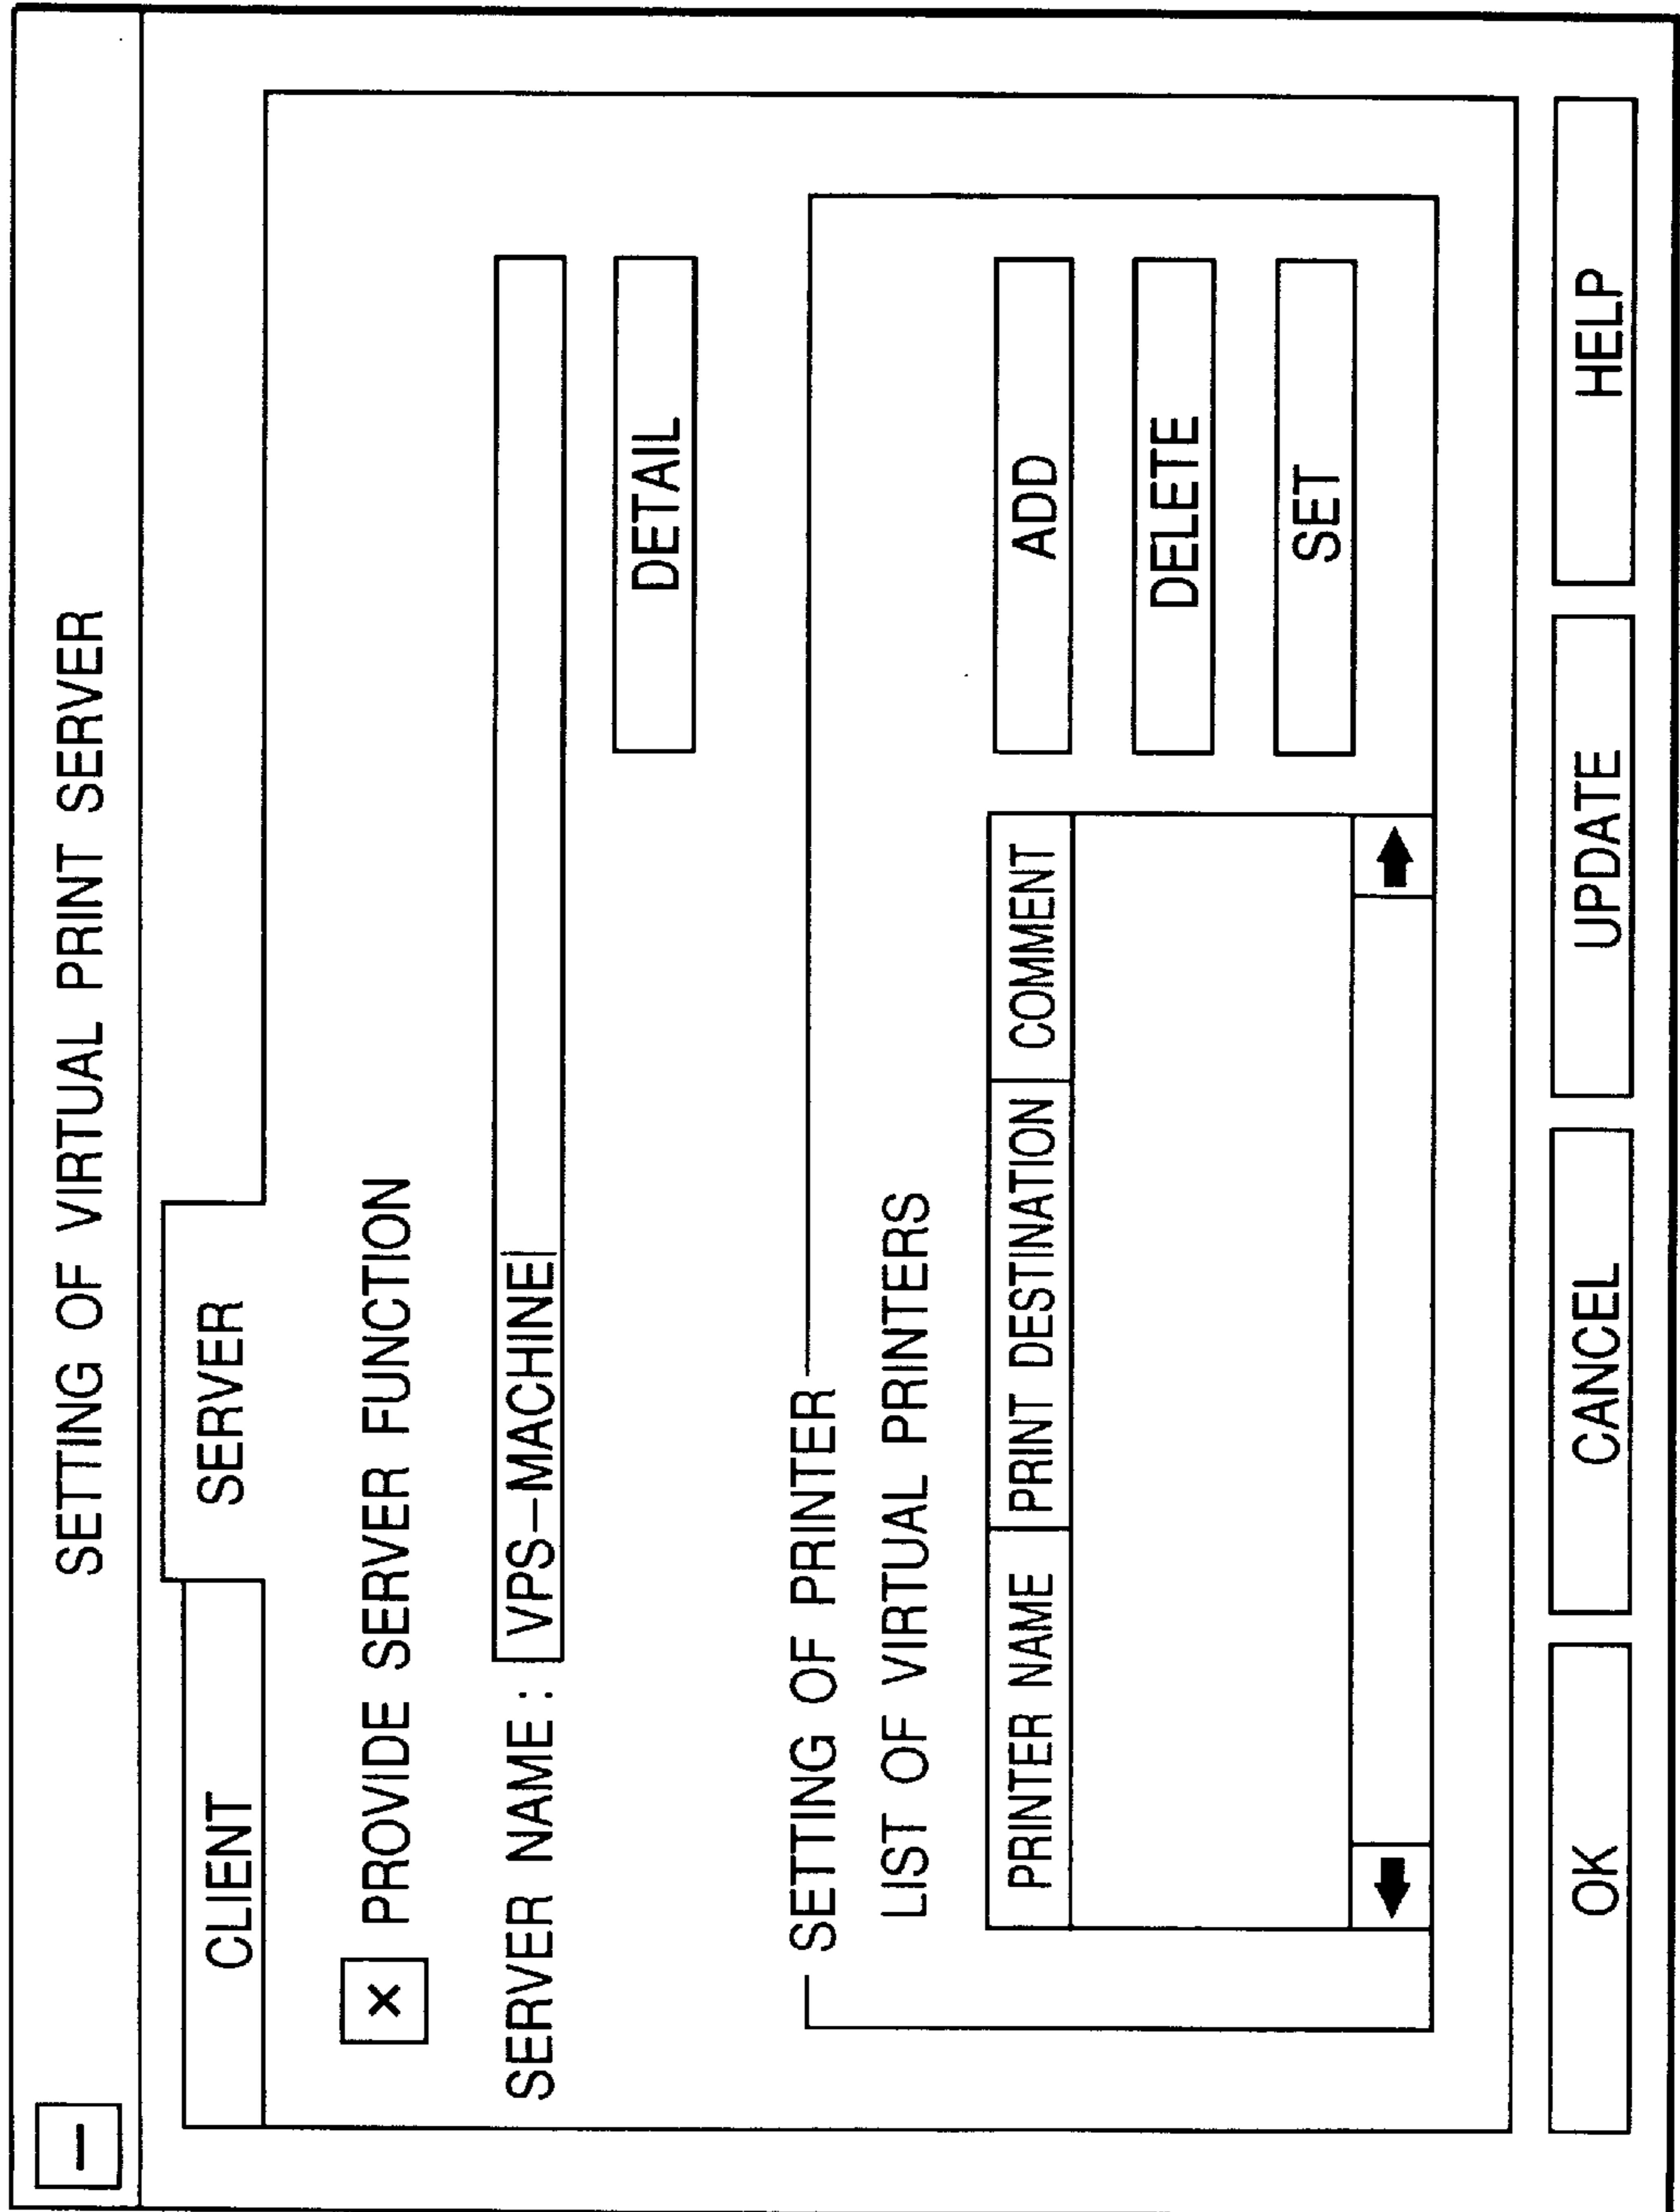 SETTING OF VIRTUAL PRINT SERVER
CLIENT
SERVER
× PROVIDE SERVER FUNCTION
SERVER NAME : VPS-MACHINE
DETAIL
SETTING OF PRINTER
LIST OF VIRTUAL PRINTERS
PRINTER NAME PRINT DESTINATION COMMENT
ADD
DELETE
SET
OK CANCEL UPDATE HELP